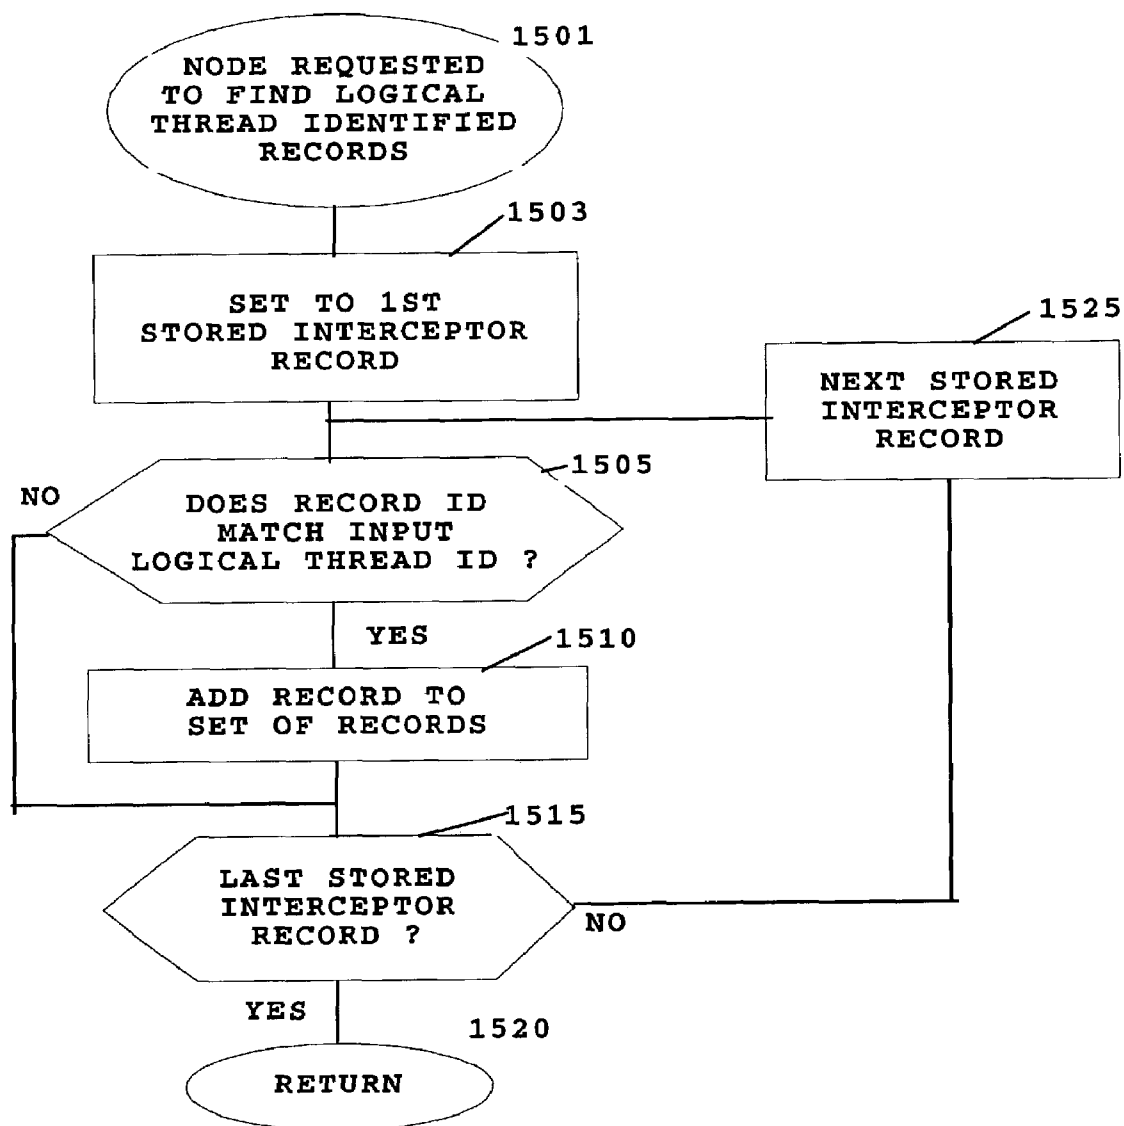 1501
NODE REQUESTED
TO FIND LOGICAL
THREAD IDENTIFIED
RECORDS
1503
SET TO 1ST
STORED INTERCEPTOR
RECORD
1525
NEXT STORED
INTERCEPTOR
RECORD
1505
NO
DOES RECORD ID
MATCH INPUT
LOGICAL THREAD ID ?
YES
1510
ADD RECORD TO
SET OF RECORDS
1515
LAST STORED
INTERCEPTOR
RECORD ?
NO
YES
1520
RETURN